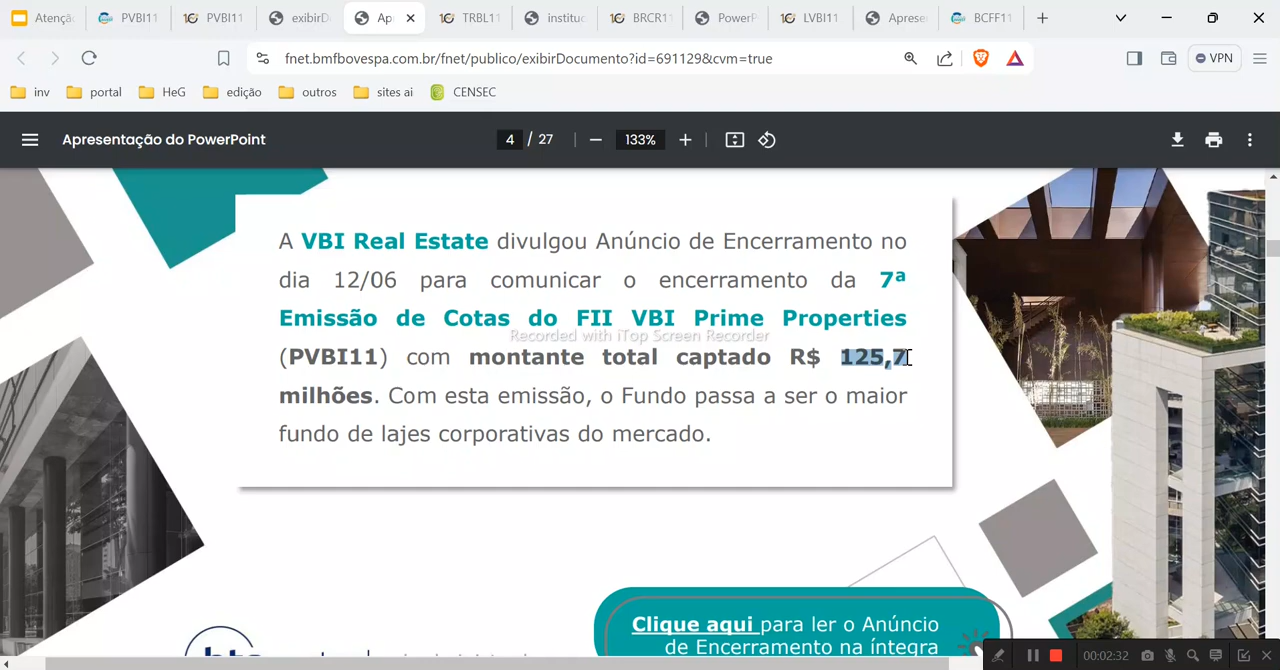 Atenç
PVBI11
PVBI11
exibirD
Ap
TRBL11
instituc
BRCR11
PowerP
LVBI11
Aprese
BCFF11
fnet.bmfbovespa.com.br/fnet/publico/exibirDocumento?id=691129&cvm=true
VPN
inv
portal
HeG
edição
outros
sites ai
CENSEC
Apresentação do PowerPoint
4 / 27
133%
A VBI Real Estate divulgou Anúncio de Encerramento no
dia 12/06 para comunicar o encerramento da 7ª
Emissão de Cotas do FII VBI Prime Properties
Recorded with iTop Screen Recorder
(PVBI11) com montante total captado R$ 125,7
milhões. Com esta emissão, o Fundo passa a ser o maior
fundo de lajes corporativas do mercado.
Clique aqui para ler o Anúncio
de Encerramento na íntegra
00:02:32